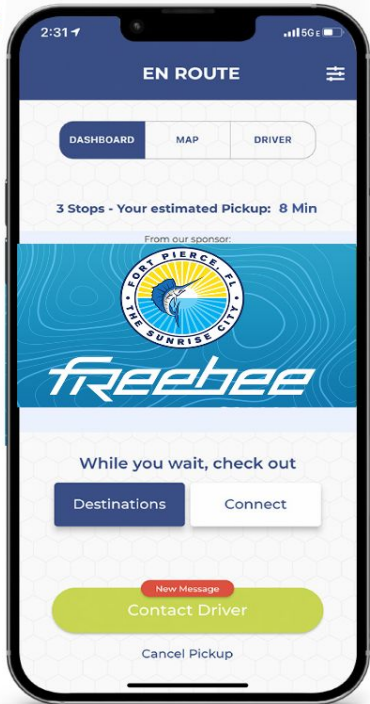 2:31
5G E
EN ROUTE
DASHBOARD MAP DRIVER
3 Stops - Your estimated Pickup: 8 Min
From our sponsor:
FORT PIERCE, FL
THE SUNRISE CITY
freebee
While you wait, check out
Destinations Connect
New Message
Contact Driver
Cancel Pickup